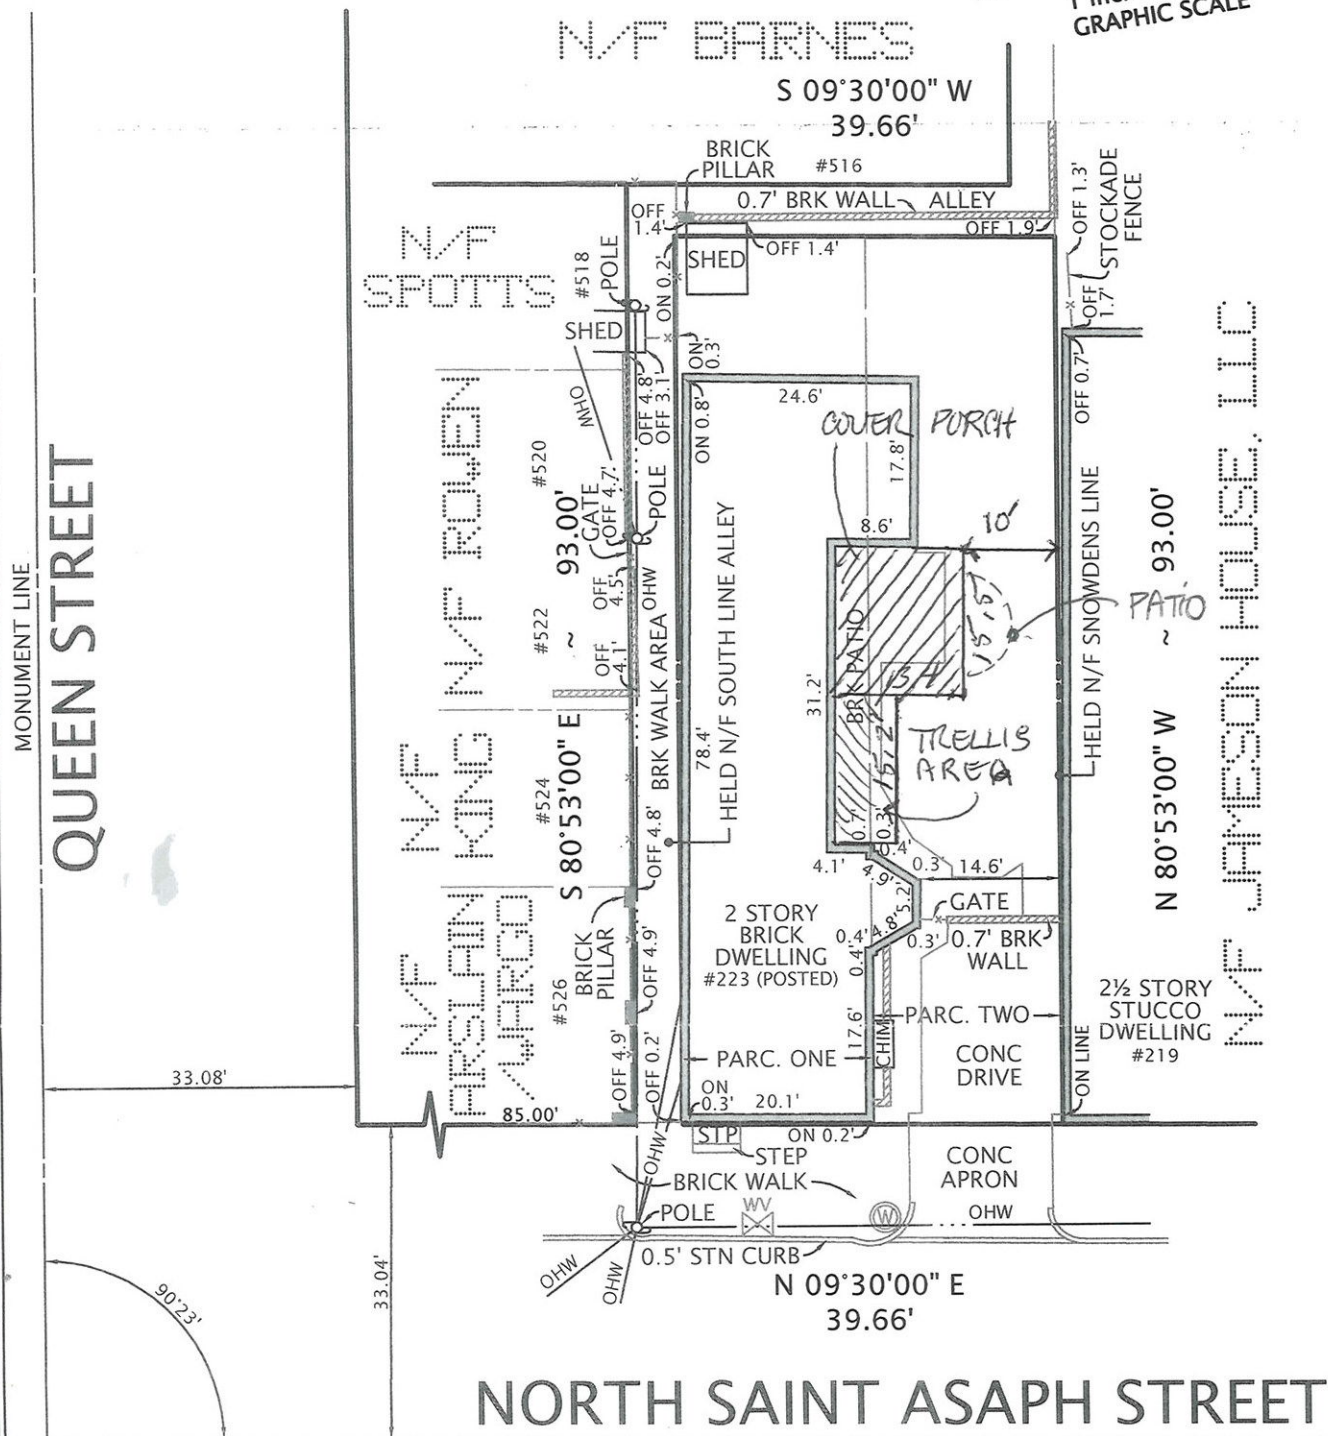 GRAPHIC SCALE
N/F BARNES
S 09°30'00" W
39.66'
BRICK
PILLAR
#516
0.7' BRK WALL
ALLEY
OFF
1.4'
OFF 1.4'
OFF 1.9'
OFF 1.3'
STOCKADE
FENCE
N/F
SPOTTS
#518
POLE
SHED
ON 0.2'
SHED
OFF
1.7'
ON
0.3'
OFF 0.7'
OHW
OFF 4.8'
OFF 3.1'
ON 0.8'
24.6'
COVER PORCH
17.8'
8.6'
10'
N/F ROUEN
#520
93.00'
GATE
OFF 4.7'
POLE
OFF
4.5'
OHW
#522
~
OFF
4.1'
BRK WALK AREA
HELD N/F SOUTH LINE ALLEY
78.4'
31.2'
BRK PATIO
PATIO
TRELLIS
AREA
HELD N/F SNOWDENS LINE
93.00'
~
N 80°53'00" W
N/F JAMESON HOUSE, LLC
MONUMENT LINE
QUEEN STREET
N/F
KING
#524
S 80°53'00" E
OFF 4.8'
0.7'
0.3'
0.4'
4.1'
4.9'
0.3'
14.6'
5.2'
GATE
4.8'
0.4'
0.4'
0.3'
0.7' BRK
WALL
N/F
ARSLAIN
/JARCO
#526
BRICK
PILLAR
OFF 4.9'
2 STORY
BRICK
DWELLING
#223 (POSTED)
2½ STORY
STUCCO
DWELLING
#219
17.6'
CHIM
PARC. TWO
PARC. ONE
CONC
DRIVE
ON LINE
33.08'
OFF 4.9'
OFF 0.2'
85.00'
ON
0.3'
20.1'
STP
ON 0.2'
STEP
BRICK WALK
CONC
APRON
OHW
OHW
WV
W
POLE
0.5' STN CURB
OHW
OHW
33.04'
90°23'
N 09°30'00" E
39.66'
NORTH SAINT ASAPH STREET